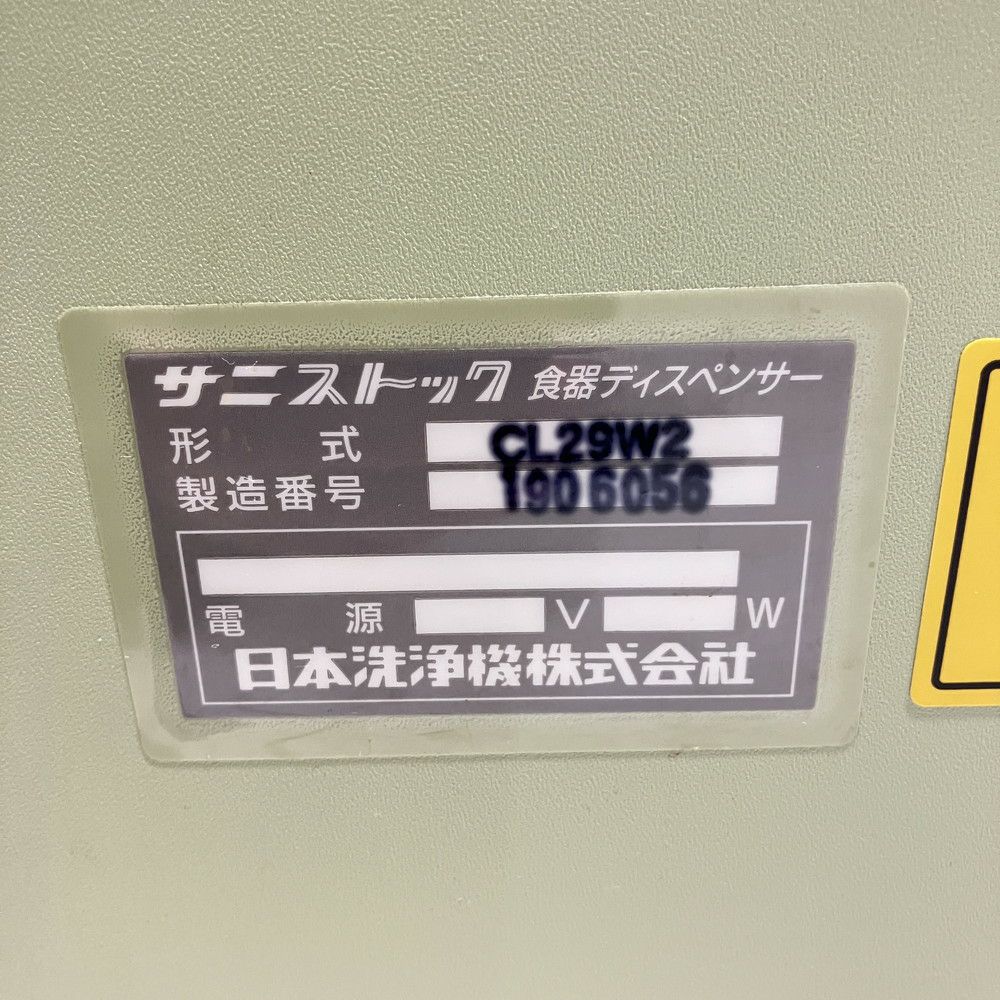 サニストック 食器ディスペンサー
形式 CL29W2
製造番号 1906056
電源 V W
日本洗浄機株式会社